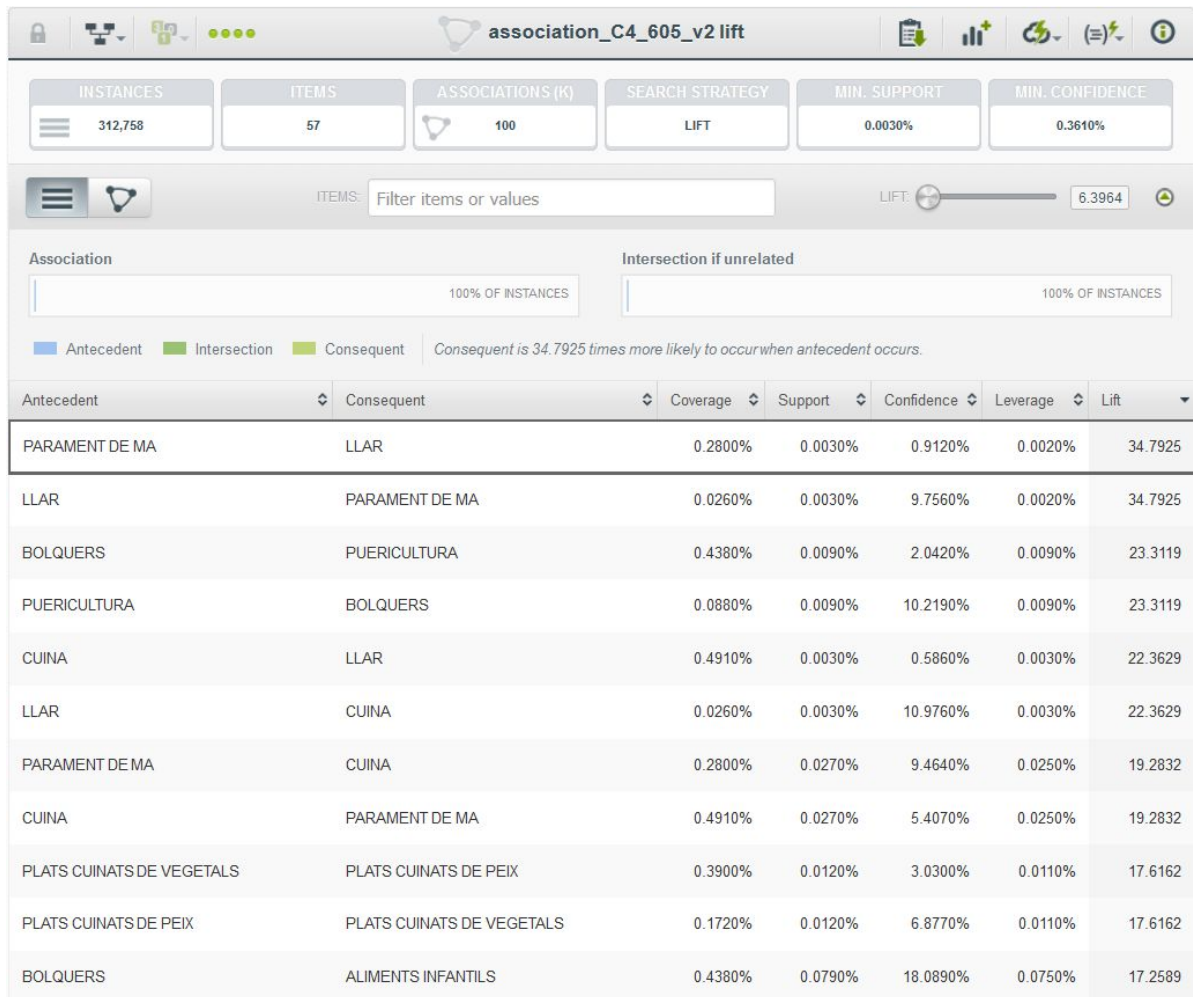 association_C4_605_v2 lift
INSTANCES ITEMS ASSOCIATIONS (K) SEARCH STRATEGY MIN. SUPPORT MIN. CONFIDENCE
312,758 57 100 LIFT 0.0030% 0.3610%
ITEMS: Filter items or values LIFT: 6.3964
Association Intersection if unrelated
100% OF INSTANCES 100% OF INSTANCES
Antecedent Intersection Consequent Consequent is 34.7925 times more likely to occur when antecedent occurs.
Antecedent Consequent Coverage Support Confidence Leverage Lift
PARAMENT DE MA LLAR 0.2800% 0.0030% 0.9120% 0.0020% 34.7925
LLAR PARAMENT DE MA 0.0260% 0.0030% 9.7560% 0.0020% 34.7925
BOLQUERS PUERICULTURA 0.4380% 0.0090% 2.0420% 0.0090% 23.3119
PUERICULTURA BOLQUERS 0.0880% 0.0090% 10.2190% 0.0090% 23.3119
CUINA LLAR 0.4910% 0.0030% 0.5860% 0.0030% 22.3629
LLAR CUINA 0.0260% 0.0030% 10.9760% 0.0030% 22.3629
PARAMENT DE MA CUINA 0.2800% 0.0270% 9.4640% 0.0250% 19.2832
CUINA PARAMENT DE MA 0.4910% 0.0270% 5.4070% 0.0250% 19.2832
PLATS CUINATS DE VEGETALS PLATS CUINATS DE PEIX 0.3900% 0.0120% 3.0300% 0.0110% 17.6162
PLATS CUINATS DE PEIX PLATS CUINATS DE VEGETALS 0.1720% 0.0120% 6.8770% 0.0110% 17.6162
BOLQUERS ALIMENTS INFANTILS 0.4380% 0.0790% 18.0890% 0.0750% 17.2589